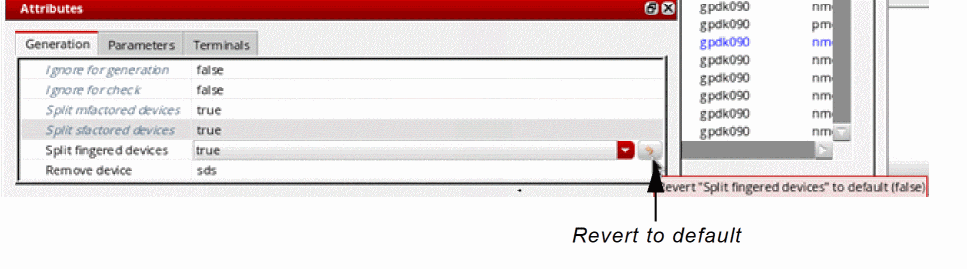 Attributes
Generation Parameters Terminals
Ignore for generation false
Ignore for check false
Split mfactored devices true
Split sfactored devices true
Split fingered devices true
Remove device sds
gpdk090 nm
gpdk090 pm
gpdk090 nm
gpdk090 nm
gpdk090 nm
gpdk090 nm
gpdk090 nm
gpdk090 nm
Revert "Split fingered devices" to default (false)
Revert to default